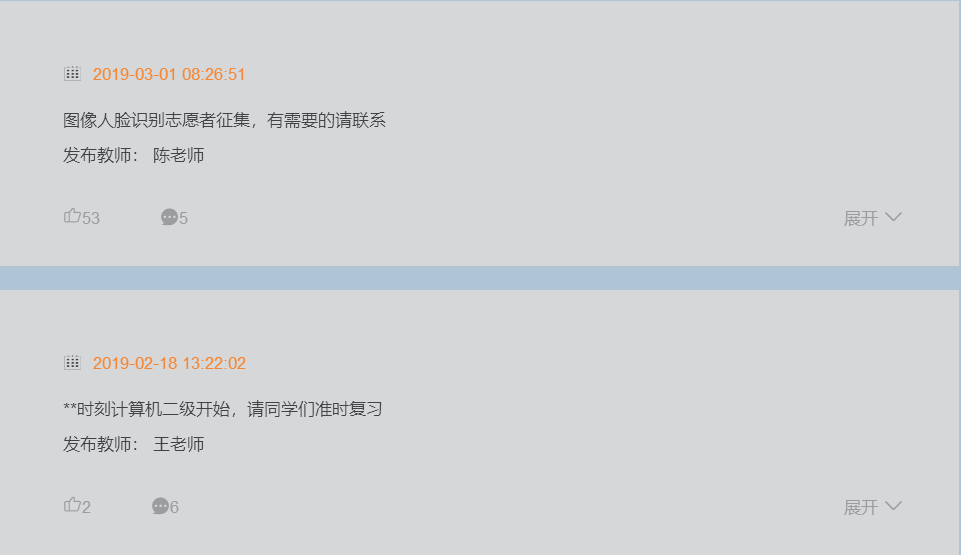 2019-03-01 08:26:51
图像人脸识别志愿者征集，有需要的请联系
发布教师： 陈老师
53 5 展开
2019-02-18 13:22:02
**时刻计算机二级开始，请同学们准时复习
发布教师： 王老师
2 6 展开